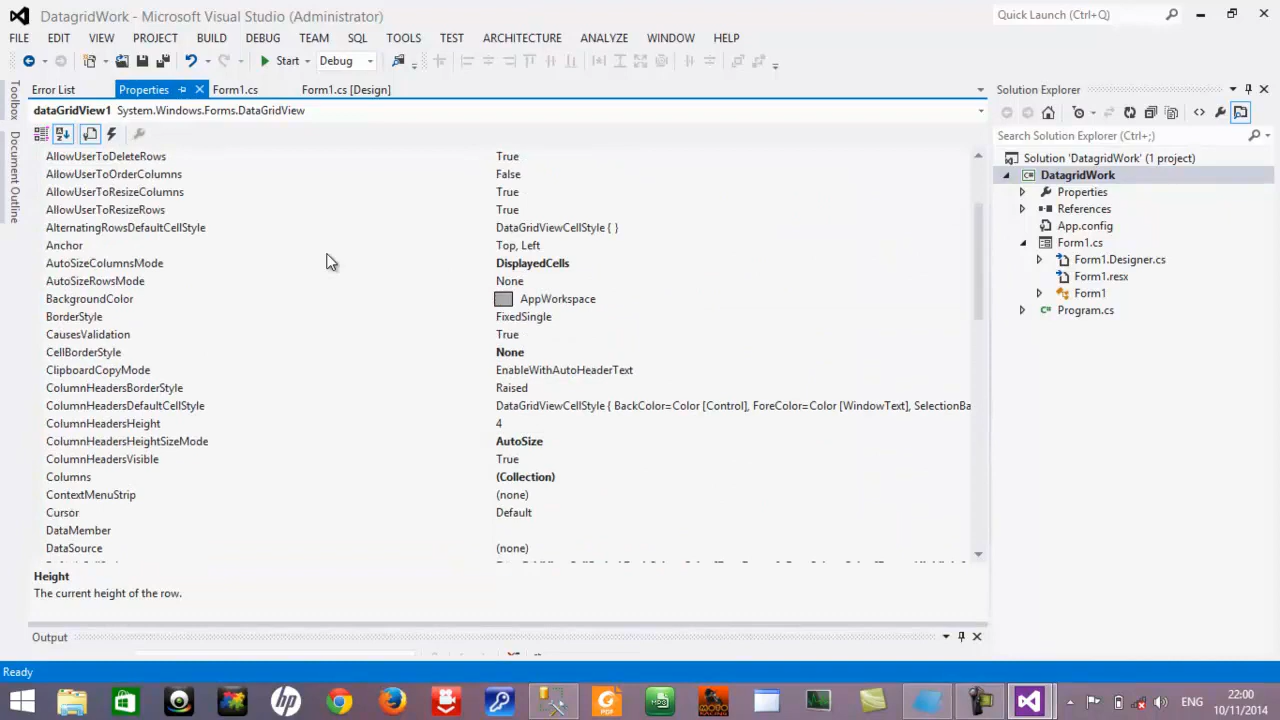 DatagridWork - Microsoft Visual Studio (Administrator)
Quick Launch (Ctrl+Q)
FILE EDIT VIEW PROJECT BUILD DEBUG TEAM SQL TOOLS TEST ARCHITECTURE ANALYZE WINDOW HELP
Start Debug
Toolbox
Document Outline
Error List Properties Form1.cs Form1.cs [Design]
dataGridView1 System.Windows.Forms.DataGridView
AllowUserToDeleteRows True
AllowUserToOrderColumns False
AllowUserToResizeColumns True
AllowUserToResizeRows True
AlternatingRowsDefaultCellStyle DataGridViewCellStyle { }
Anchor Top, Left
AutoSizeColumnsMode DisplayedCells
AutoSizeRowsMode None
BackgroundColor AppWorkspace
BorderStyle FixedSingle
CausesValidation True
CellBorderStyle None
ClipboardCopyMode EnableWithAutoHeaderText
ColumnHeadersBorderStyle Raised
ColumnHeadersDefaultCellStyle DataGridViewCellStyle { BackColor=Color [Control], ForeColor=Color [WindowText], SelectionBa
ColumnHeadersHeight 4
ColumnHeadersHeightSizeMode AutoSize
ColumnHeadersVisible True
Columns (Collection)
ContextMenuStrip (none)
Cursor Default
DataMember
DataSource (none)
Height
The current height of the row.
Output
Solution Explorer
Search Solution Explorer (Ctrl+;)
Solution 'DatagridWork' (1 project)
DatagridWork
Properties
References
App.config
Form1.cs
Form1.Designer.cs
Form1.resx
Form1
Program.cs
Ready
ENG
22:00
10/11/2014